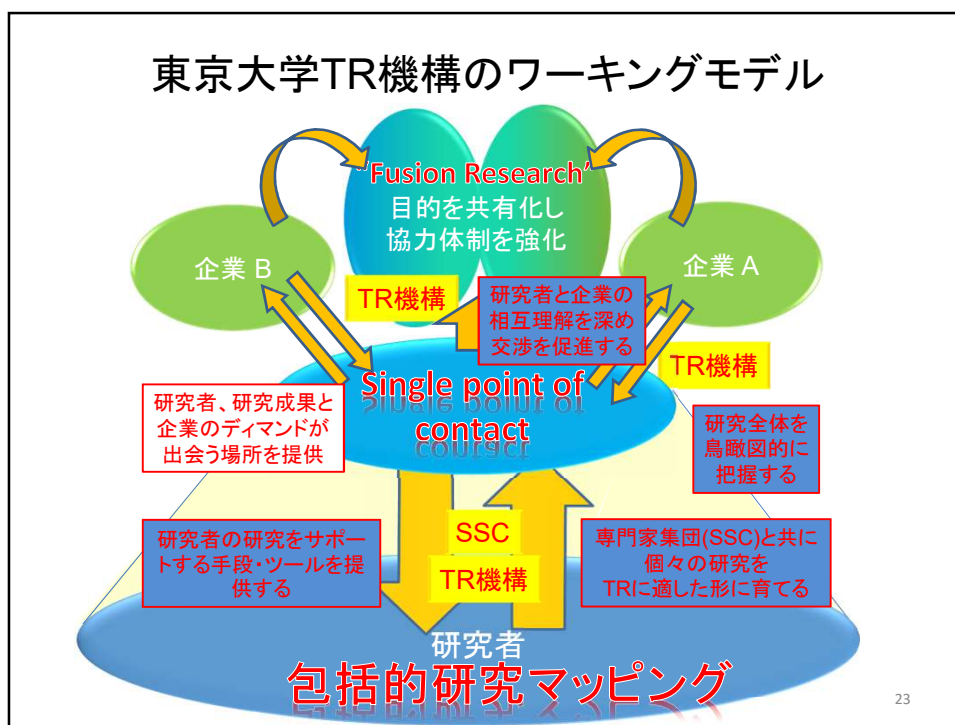 東京大学TR機構のワーキングモデル
"Fusion Research"
目的を共有化し
協力体制を強化
企業 B
企業 A
TR機構
研究者と企業の
相互理解を深め
交渉を促進する
TR機構
Single point of
contact
研究者、研究成果と
企業のディマンドが
出会う場所を提供
研究全体を
鳥瞰図的に
把握する
SSC
TR機構
研究者の研究をサポー
トする手段・ツールを提
供する
専門家集団(SSC)と共に
個々の研究を
TRに適した形に育てる
研究者
包括的研究マッピング
23